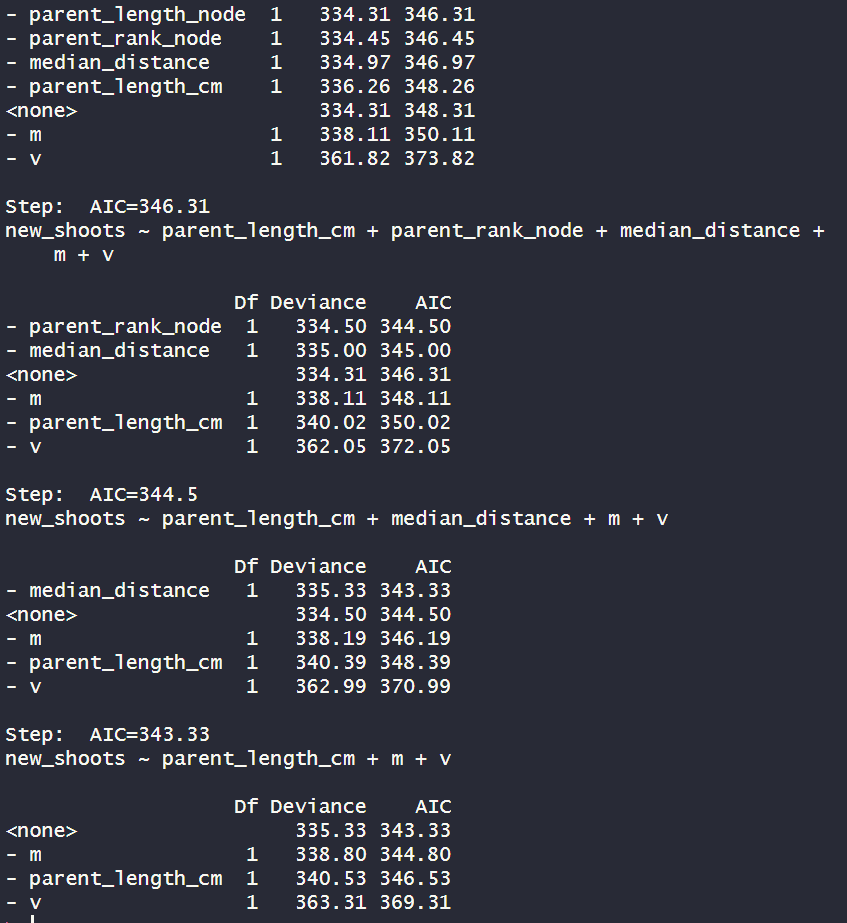 - parent_length_node  1   334.31 346.31
- parent_rank_node    1   334.45 346.45
- median_distance     1   334.97 346.97
- parent_length_cm    1   336.26 348.26
<none>                    334.31 348.31
- m                   1   338.11 350.11
- v                   1   361.82 373.82

Step:  AIC=346.31
new_shoots ~ parent_length_cm + parent_rank_node + median_distance +
    m + v

                   Df Deviance    AIC
- parent_rank_node  1   334.50 344.50
- median_distance   1   335.00 345.00
<none>                  334.31 346.31
- m                 1   338.11 348.11
- parent_length_cm  1   340.02 350.02
- v                 1   362.05 372.05

Step:  AIC=344.5
new_shoots ~ parent_length_cm + median_distance + m + v

                   Df Deviance    AIC
- median_distance   1   335.33 343.33
<none>                  334.50 344.50
- m                 1   338.19 346.19
- parent_length_cm  1   340.39 348.39
- v                 1   362.99 370.99

Step:  AIC=343.33
new_shoots ~ parent_length_cm + m + v

                   Df Deviance    AIC
<none>                  335.33 343.33
- m                 1   338.80 344.80
- parent_length_cm  1   340.53 346.53
- v                 1   363.31 369.31